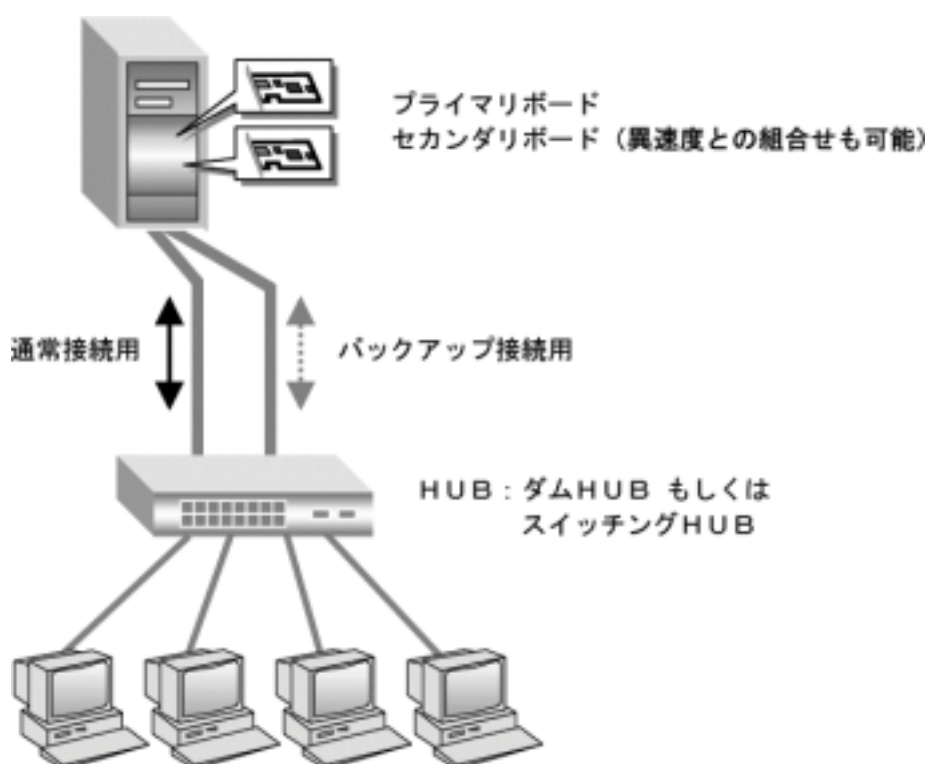 プライマリボード
セカンダリボード（異速度との組合せも可能）
通常接続用
バックアップ接続用
ＨＵＢ：ダムＨＵＢ もしくは
スイッチングＨＵＢ